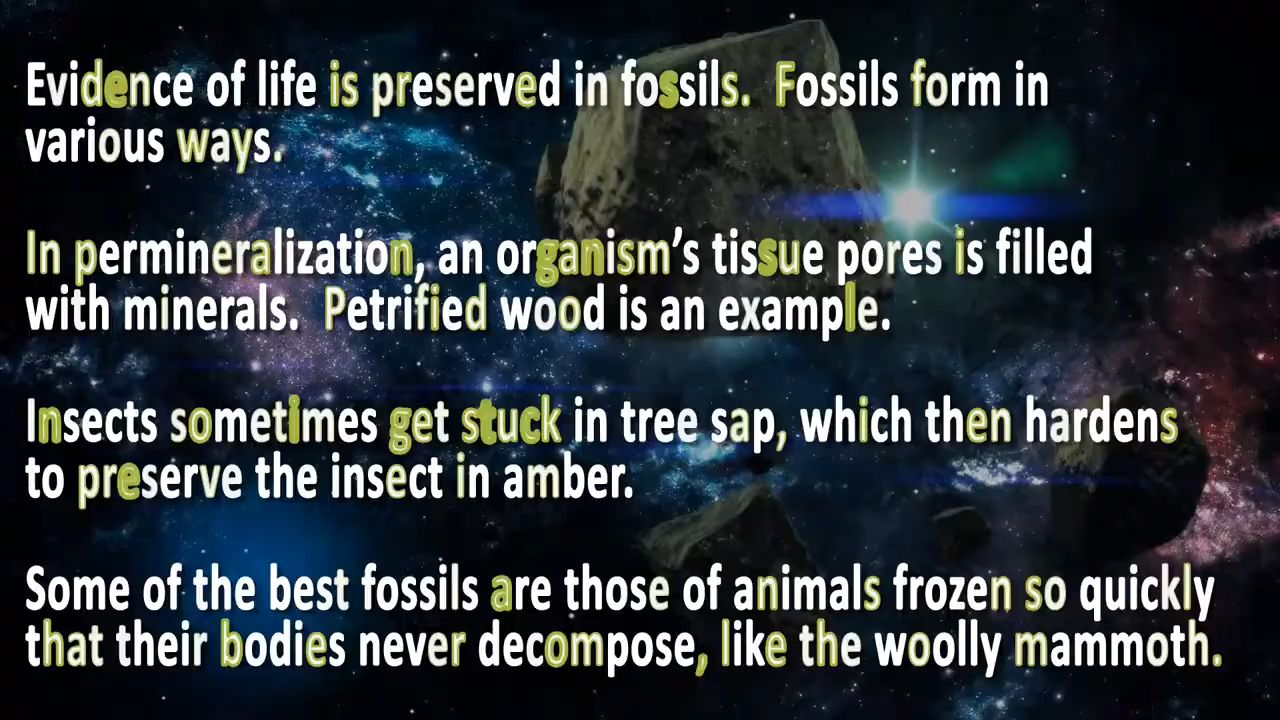 Evidence of life is preserved in fossils.  Fossils form in
various ways.
In permineralization, an organism’s tissue pores is filled
with minerals.  Petrified wood is an example.
Insects sometimes get stuck in tree sap, which then hardens
to preserve the insect in amber.
Some of the best fossils are those of animals frozen so quickly
that their bodies never decompose, like the woolly mammoth.